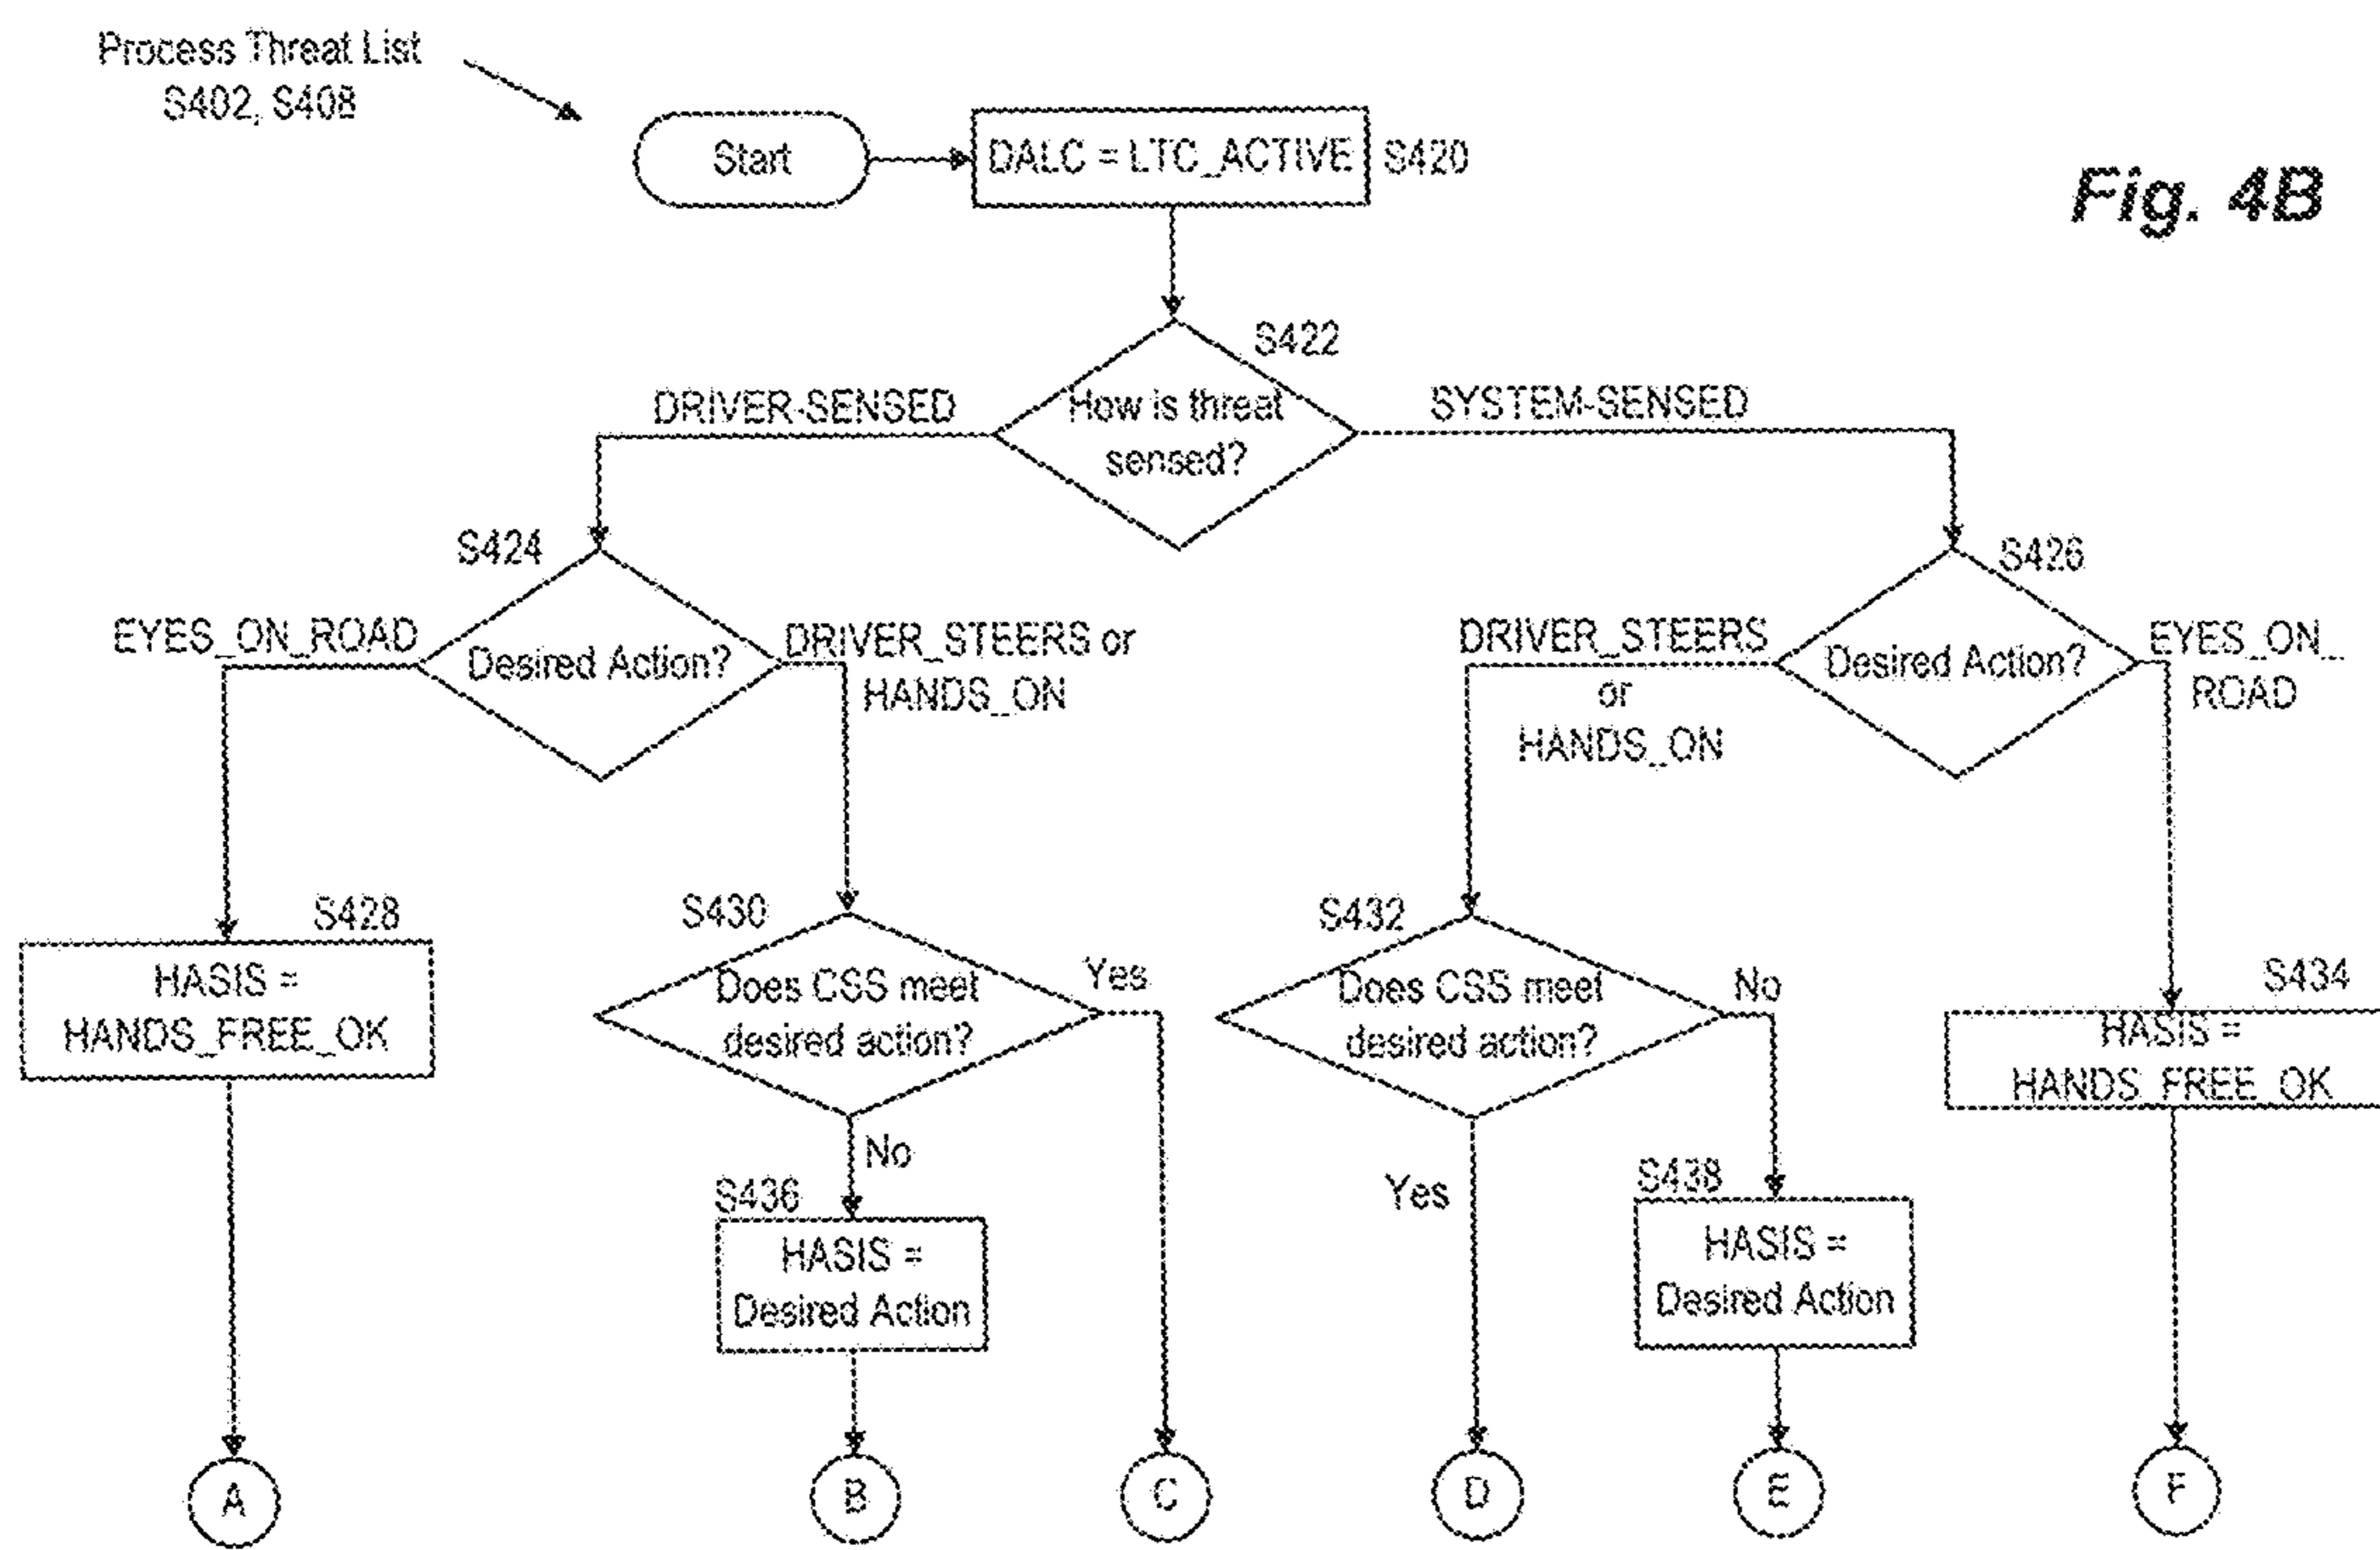 Process Threat List
S402, S408
Start
DALC = LTC_ACTIVE
S420
Fig. 4B
S422
How is threat
sensed?
DRIVER-SENSED
SYSTEM-SENSED
S424
Desired Action?
EYES_ON_ROAD
DRIVER_STEERS or
HANDS_ON
S426
Desired Action?
DRIVER_STEERS
or
HANDS_ON
EYES_ON_
ROAD
S428
HASIS =
HANDS_FREE_OK
S430
Does CSS meet
desired action?
Yes
No
S432
Does CSS meet
desired action?
No
Yes
S434
HASIS =
HANDS_FREE_OK
S436
HASIS =
Desired Action
S438
HASIS =
Desired Action
A
B
C
D
E
F